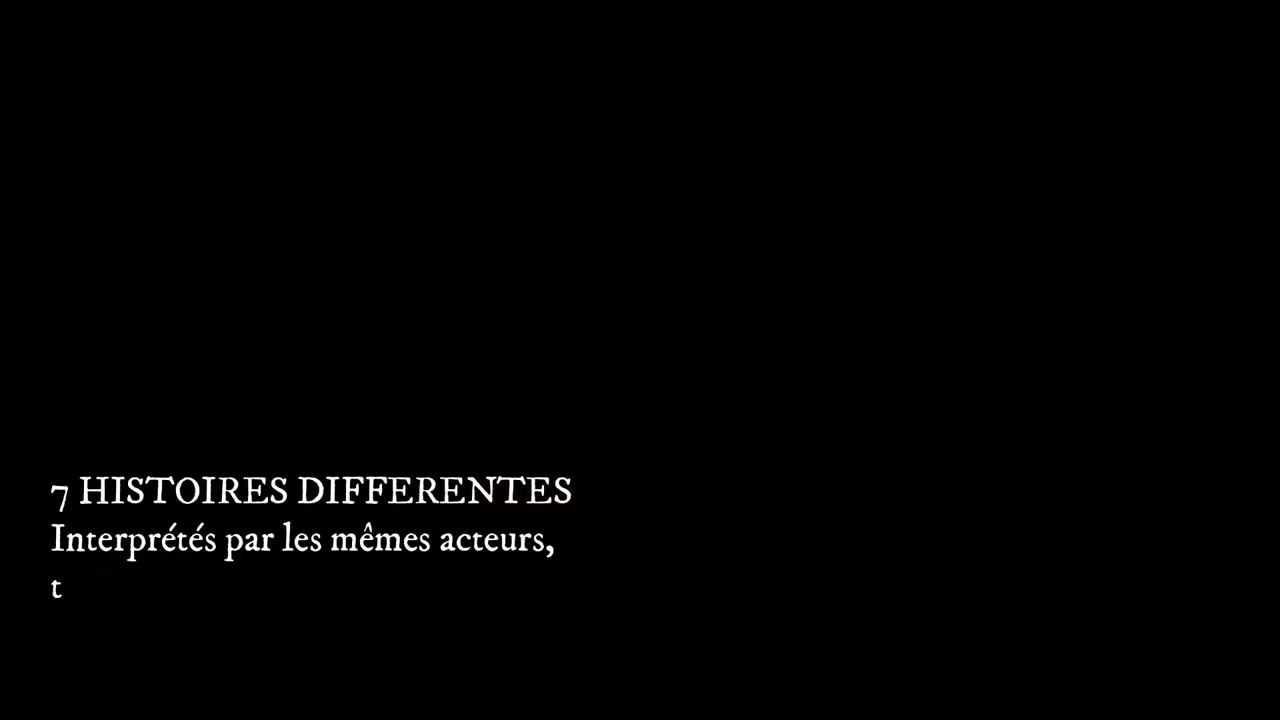 7 HISTOIRES DIFFERENTES
Interprétés par les mêmes acteurs,
t